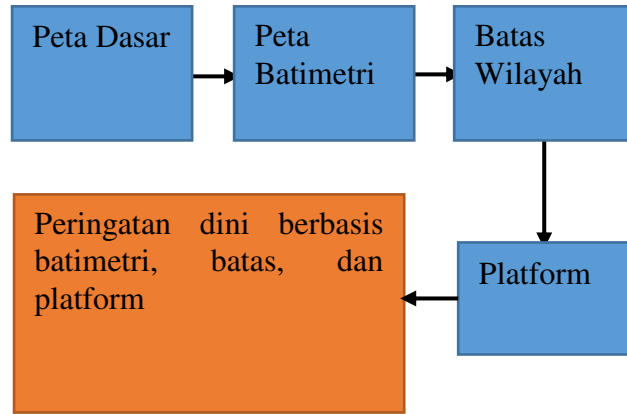 Peta Dasar
Peta
Batimetri
Batas
Wilayah
Platform
Peringatan dini berbasis
batimetri, batas, dan
platform